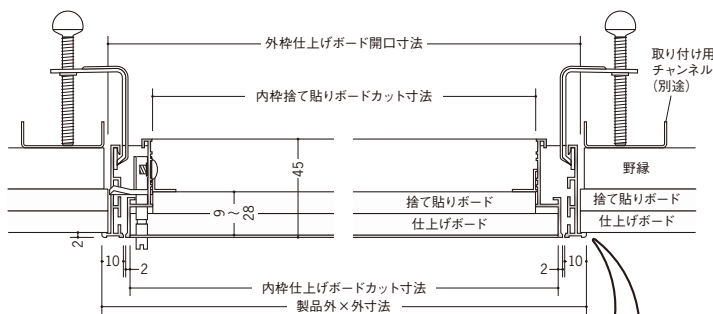 外枠仕上げボード開口寸法
取り付け用
チャンネル
(別途)
内枠捨て貼りボードカット寸法
45
野縁
9~28
捨て貼りボード
捨て貼りボード
仕上げボード
仕上げボード
2
10
2
2
10
内枠仕上げボードカット寸法
製品外×外寸法